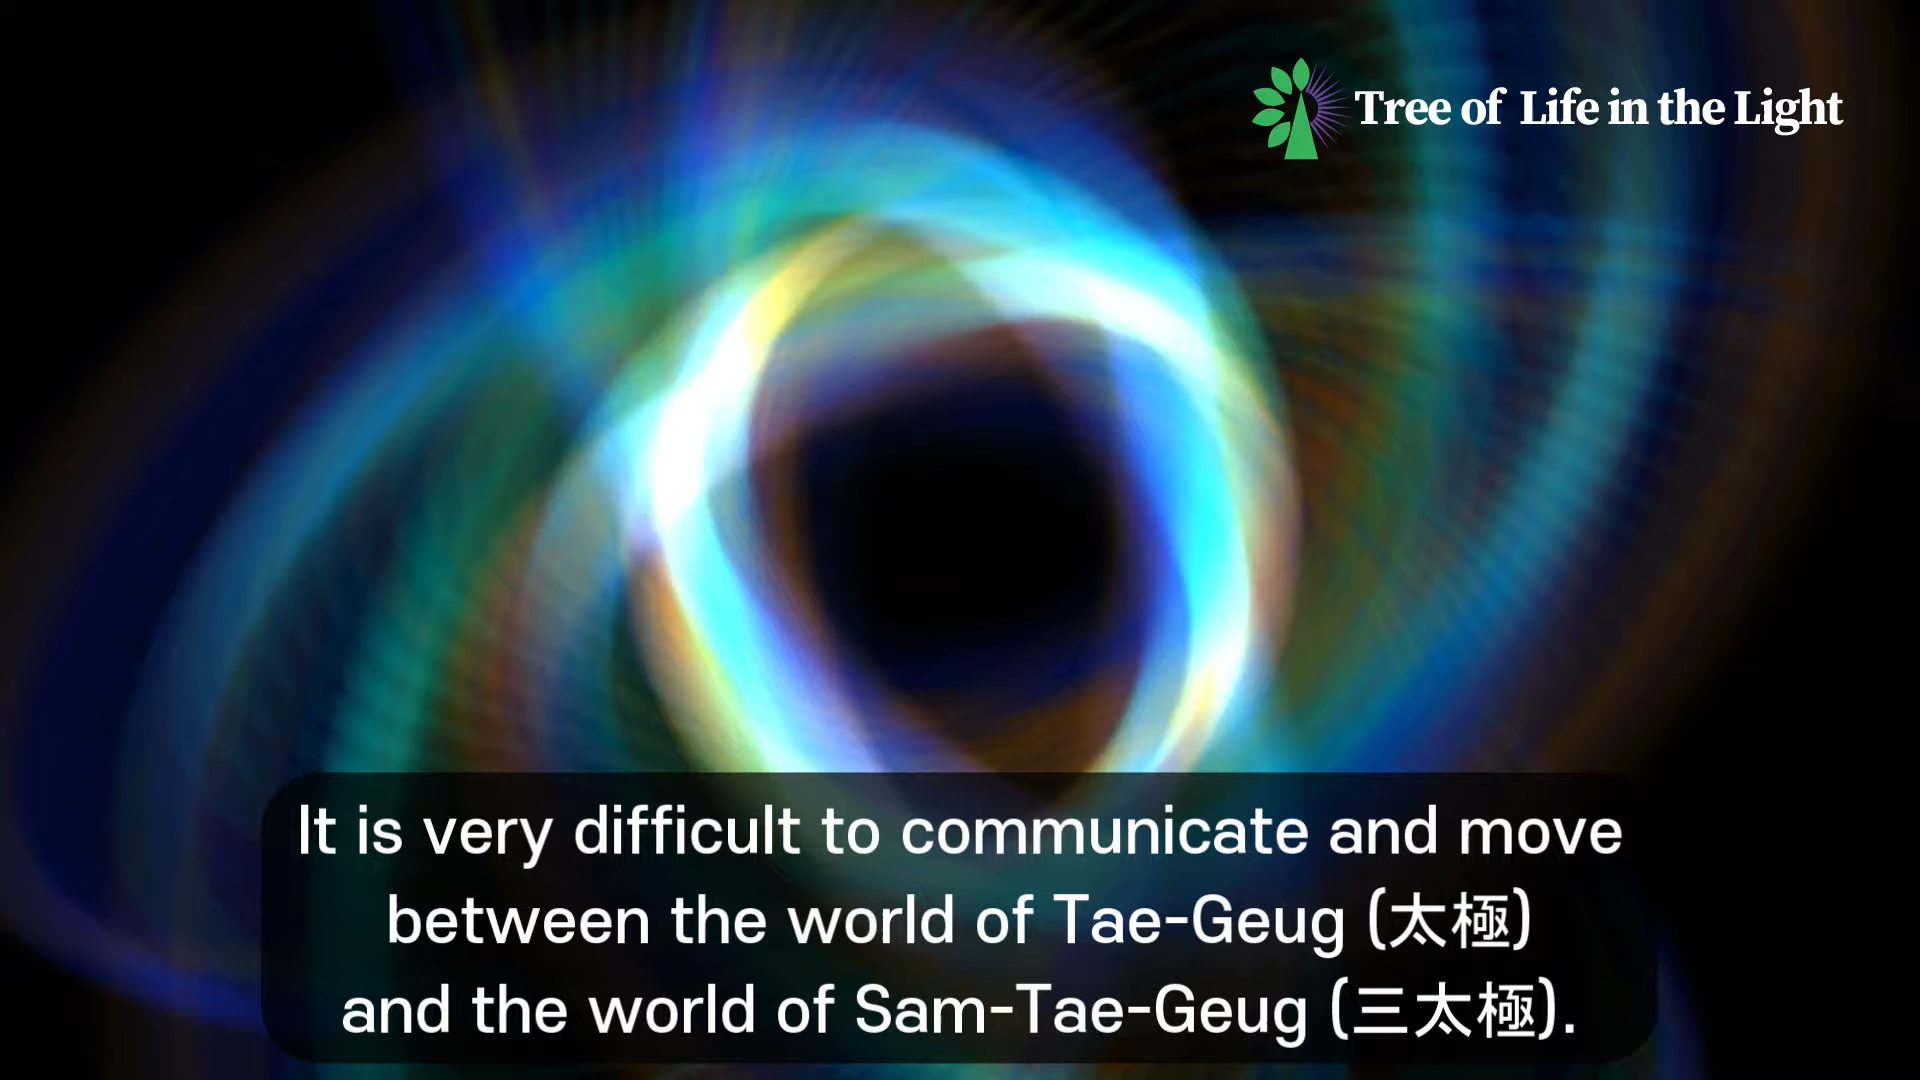 Tree of Life in the Light
It is very difficult to communicate and move
between the world of Tae-Geug (太極)
and the world of Sam-Tae-Geug (三太極).